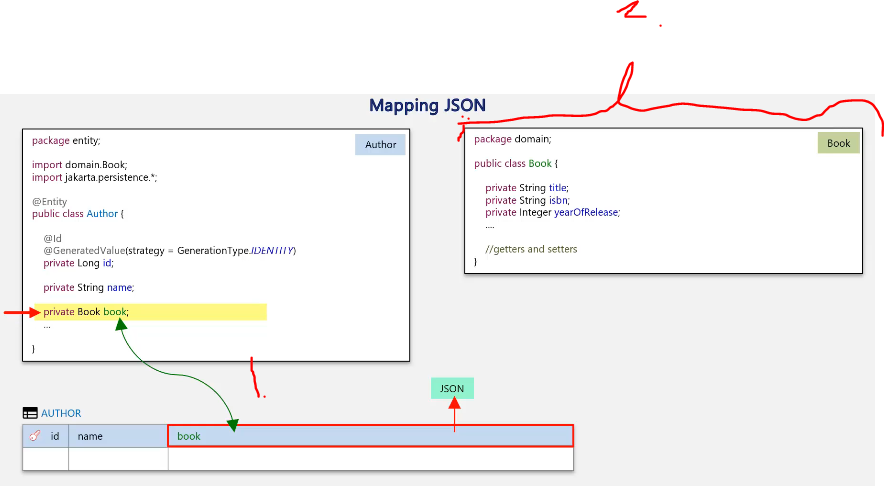 2.
Mapping JSON
Author
package entity;
import domain.Book;
import jakarta.persistence.*;
@Entity
public class Author {
@Id
@GeneratedValue(strategy = GenerationType.IDENTITY)
private Long id;
private String name;
private Book book;
...
}
Book
package domain;
public class Book {
private String title;
private String isbn;
private Integer yearOfRelease;
....
//getters and setters
}
1.
JSON
AUTHOR
id name book